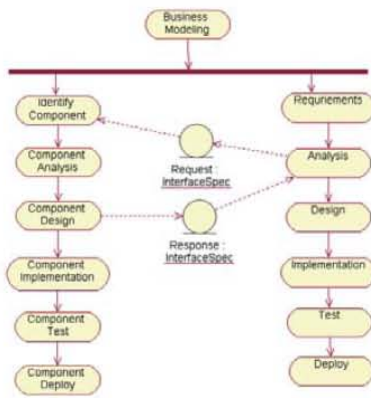 Business
Modeling
Identify
Component
Requriements
Component
Analysis
Request :
InterfaceSpec
Analysis
Component
Design
Response :
InterfaceSpec
Design
Component
Implementation
Implementation
Component
Test
Test
Component
Deploy
Deploy